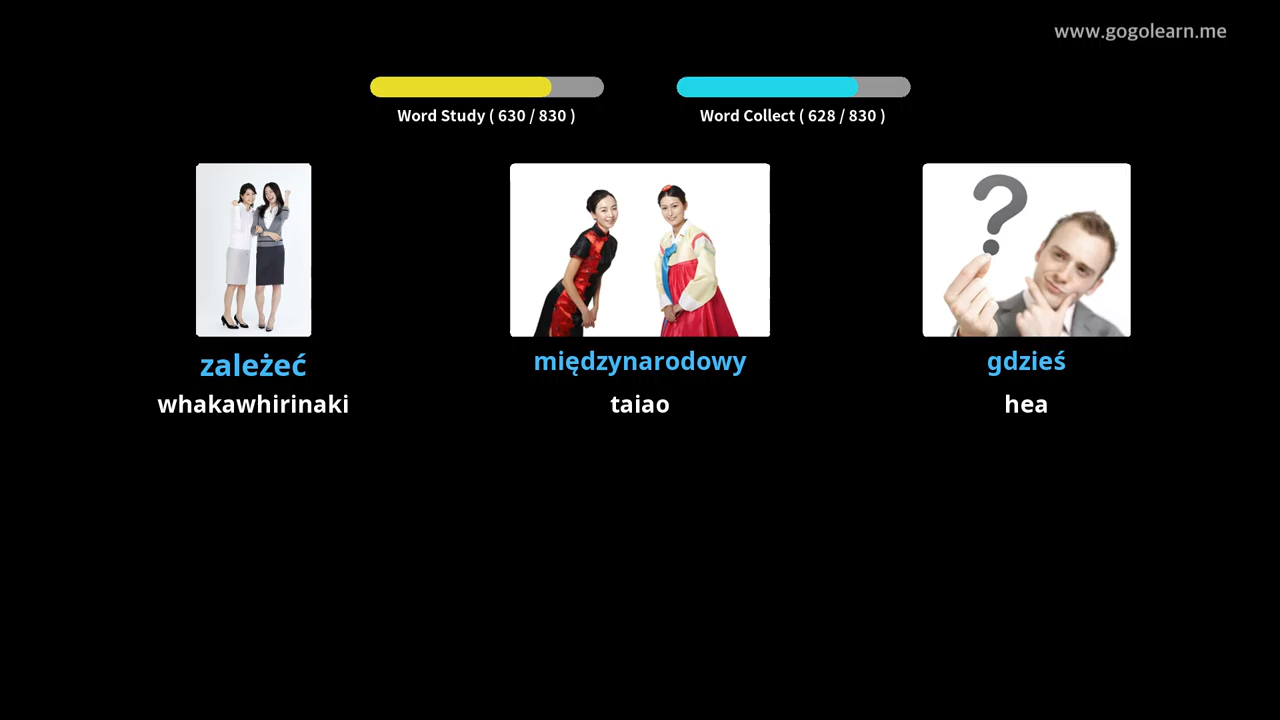 www.gogolearn.me
Word Study ( 630 / 830 )
Word Collect ( 628 / 830 )
zależeć
międzynarodowy
gdzieś
whakawhirinaki
taiao
hea